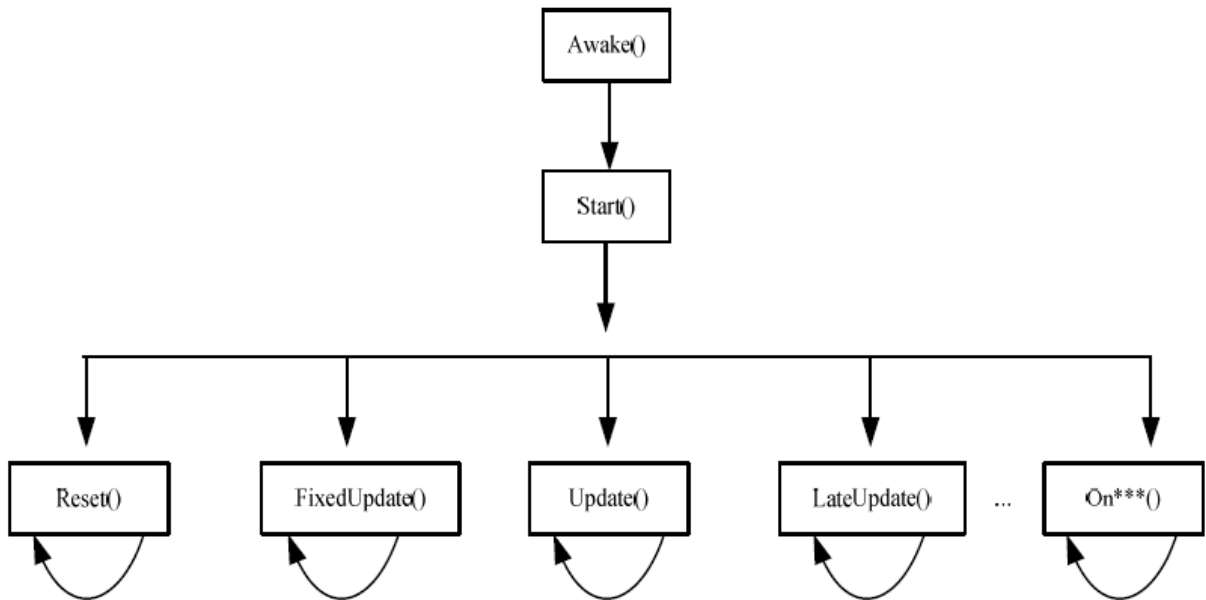 Awake()
Start()
Reset()
FixedUpdate()
Update()
LateUpdate()
...
On***()